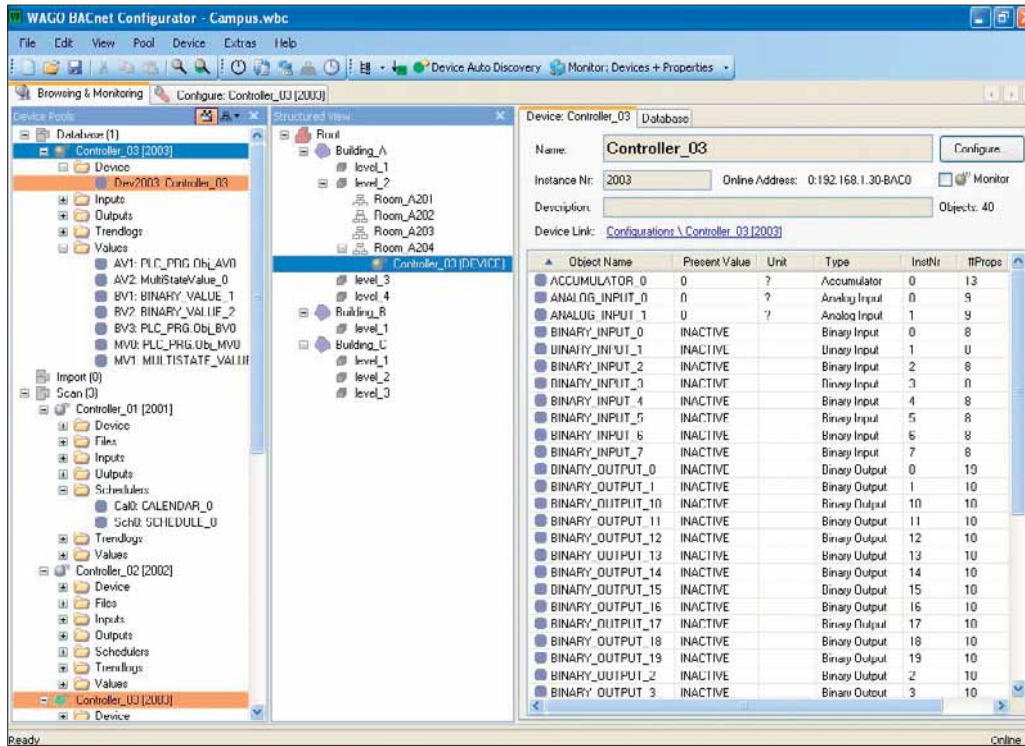 WAGO BACnet Configurator - Campus.wbc
File Edit View Pool Device Extras Help
Device Auto Discovery Monitor: Devices + Properties
Browsing & Monitoring Configure: Controller_03 [2003]
Device Pools
Database (1)
Controller_03 [2003]
Device
Dev2003: Controller_03
Inputs
Outputs
Trendlogs
Values
AV1: PLC_PRG.Obj_AV0
AV2: MultiStateValue_0
BV1: BINARY_VALUE_1
BV2: BINARY_VALUE_2
BV3: PLC_PRG.Obj_BV0
MV0: PLC_PRG.Obj_MV0
MV1: MULTISTATE_VALUE
Import (0)
Scan (3)
Controller_01 [2001]
Device
Files
Inputs
Outputs
Schedulers
Cal0: CALENDAR_0
Sch0: SCHEDULE_0
Trendlogs
Values
Controller_02 [2002]
Device
Files
Inputs
Outputs
Schedulers
Trendlogs
Values
Controller_03 [2003]
Device
Structured View
Root
Building_A
level_1
level_2
Room_A201
Room_A202
Room_A203
Room_A204
Controller_03 (DEVICE)
level_3
level_4
Building_B
level_1
Building_C
level_1
level_2
level_3
Device: Controller_03 Database
Name: Controller_03 Configure...
Instance Nr: 2003 Online Address: 0:192.168.1.30-BAC0 Monitor
Description: Objects: 40
Device Link: Configurations \ Controller_03 [2003]
Object Name Present Value Unit Type InstNr #Props
ACCUMULATOR_0 0 ? Accumulator 0 13
ANALOG_INPUT_0 0 ? Analog Input 0 9
ANALOG_INPUT_1 0 ? Analog Input 1 9
BINARY_INPUT_0 INACTIVE Binary Input 0 8
BINARY_INPUT_1 INACTIVE Binary Input 1 8
BINARY_INPUT_2 INACTIVE Binary Input 2 8
BINARY_INPUT_3 INACTIVE Binary Input 3 8
BINARY_INPUT_4 INACTIVE Binary Input 4 8
BINARY_INPUT_5 INACTIVE Binary Input 5 8
BINARY_INPUT_6 INACTIVE Binary Input 6 8
BINARY_INPUT_7 INACTIVE Binary Input 7 8
BINARY_OUTPUT_0 INACTIVE Binary Output 0 19
BINARY_OUTPUT_1 INACTIVE Binary Output 1 10
BINARY_OUTPUT_10 INACTIVE Binary Output 10 10
BINARY_OUTPUT_11 INACTIVE Binary Output 11 10
BINARY_OUTPUT_12 INACTIVE Binary Output 12 10
BINARY_OUTPUT_13 INACTIVE Binary Output 13 10
BINARY_OUTPUT_14 INACTIVE Binary Output 14 10
BINARY_OUTPUT_15 INACTIVE Binary Output 15 10
BINARY_OUTPUT_16 INACTIVE Binary Output 16 10
BINARY_OUTPUT_17 INACTIVE Binary Output 17 10
BINARY_OUTPUT_18 INACTIVE Binary Output 18 10
BINARY_OUTPUT_19 INACTIVE Binary Output 19 10
BINARY_OUTPUT_2 INACTIVE Binary Output 2 10
BINARY_OUTPUT_3 INACTIVE Binary Output 3 10
Ready Online